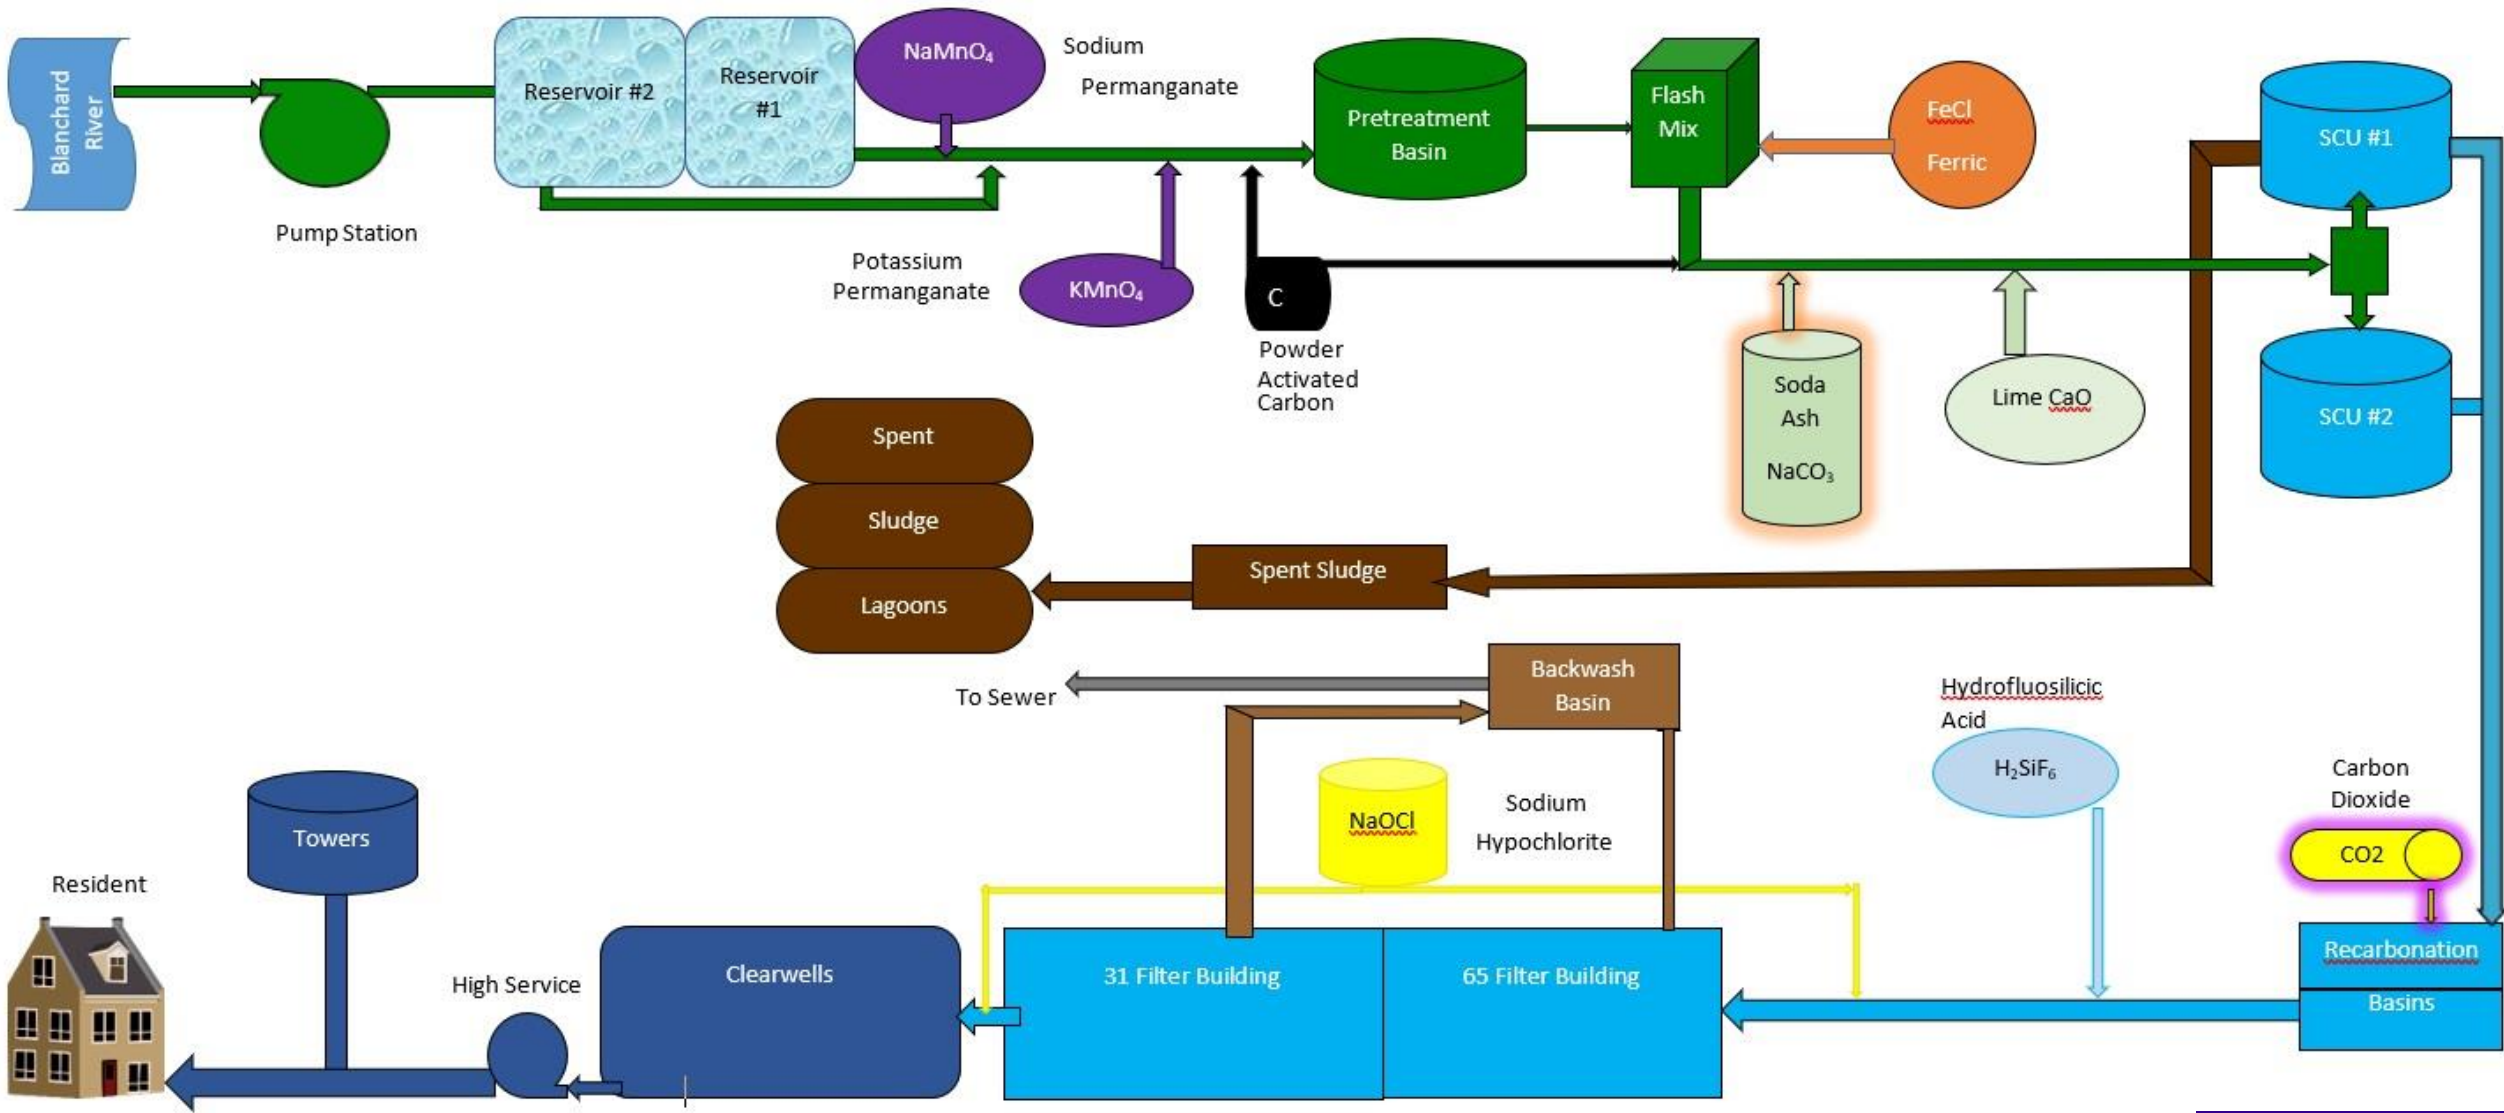 Blanchard
River
Pump Station
Reservoir #2
Reservoir
#1
NaMnO₄
Sodium
Permanganate
Potassium
Permanganate
KMnO₄
C
Powder
Activated
Carbon
Pretreatment
Basin
Flash
Mix
FeCl
Ferric
Soda
Ash
NaCO₃
Lime CaO
SCU #1
SCU #2
Spent
Sludge
Lagoons
Spent Sludge
Backwash
Basin
To Sewer
Hydrofluosilicic
Acid
H₂SiF₆
Carbon
Dioxide
CO2
NaOCl
Sodium
Hypochlorite
Towers
Resident
High Service
Clearwells
31 Filter Building
65 Filter Building
Recarbonation
Basins